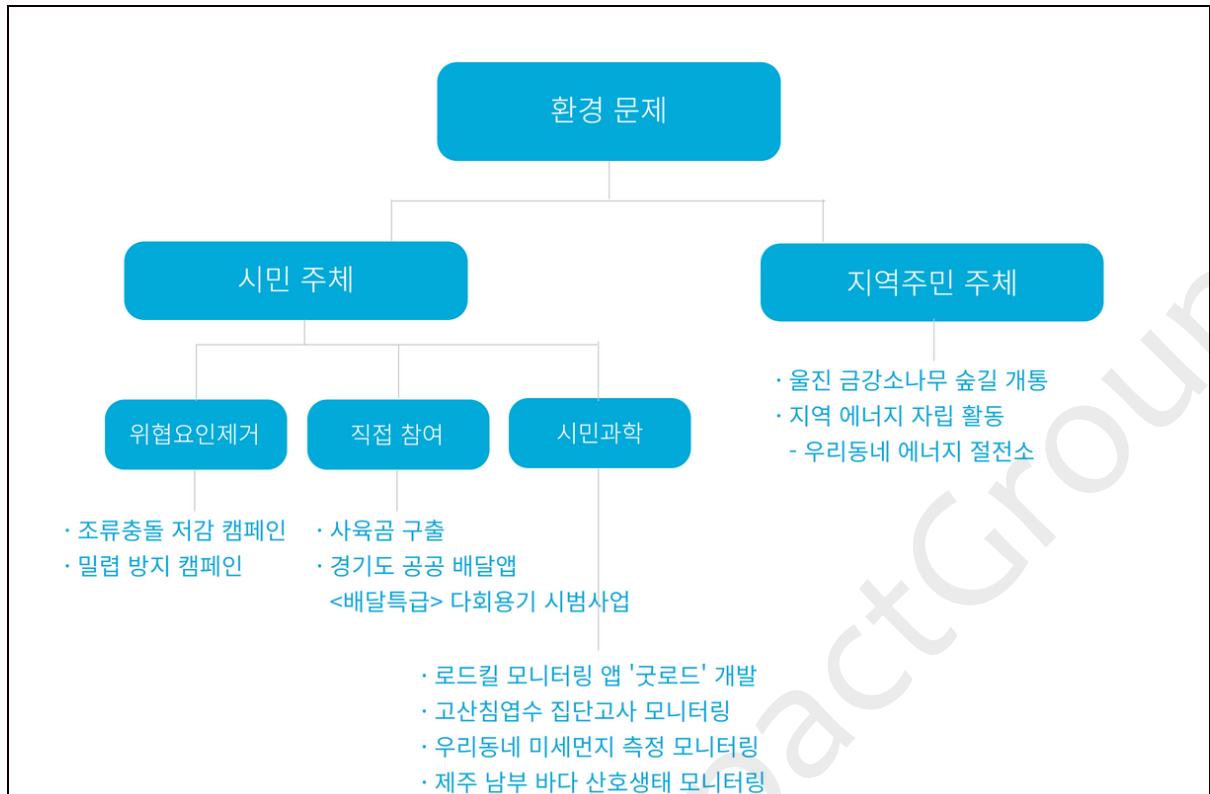 환경 문제
시민 주체
지역주민 주체
· 울진 금강소나무 숲길 개통
· 지역 에너지 자립 활동
- 우리동네 에너지 절전소
위협요인제거
직접 참여
시민과학
· 조류충돌 저감 캠페인
· 밀렵 방지 캠페인
· 사육곰 구출
· 경기도 공공 배달앱
<배달특급> 다회용기 시범사업
· 로드킬 모니터링 앱 '굿로드' 개발
· 고산침엽수 집단고사 모니터링
· 우리동네 미세먼지 측정 모니터링
· 제주 남부 바다 산호생태 모니터링